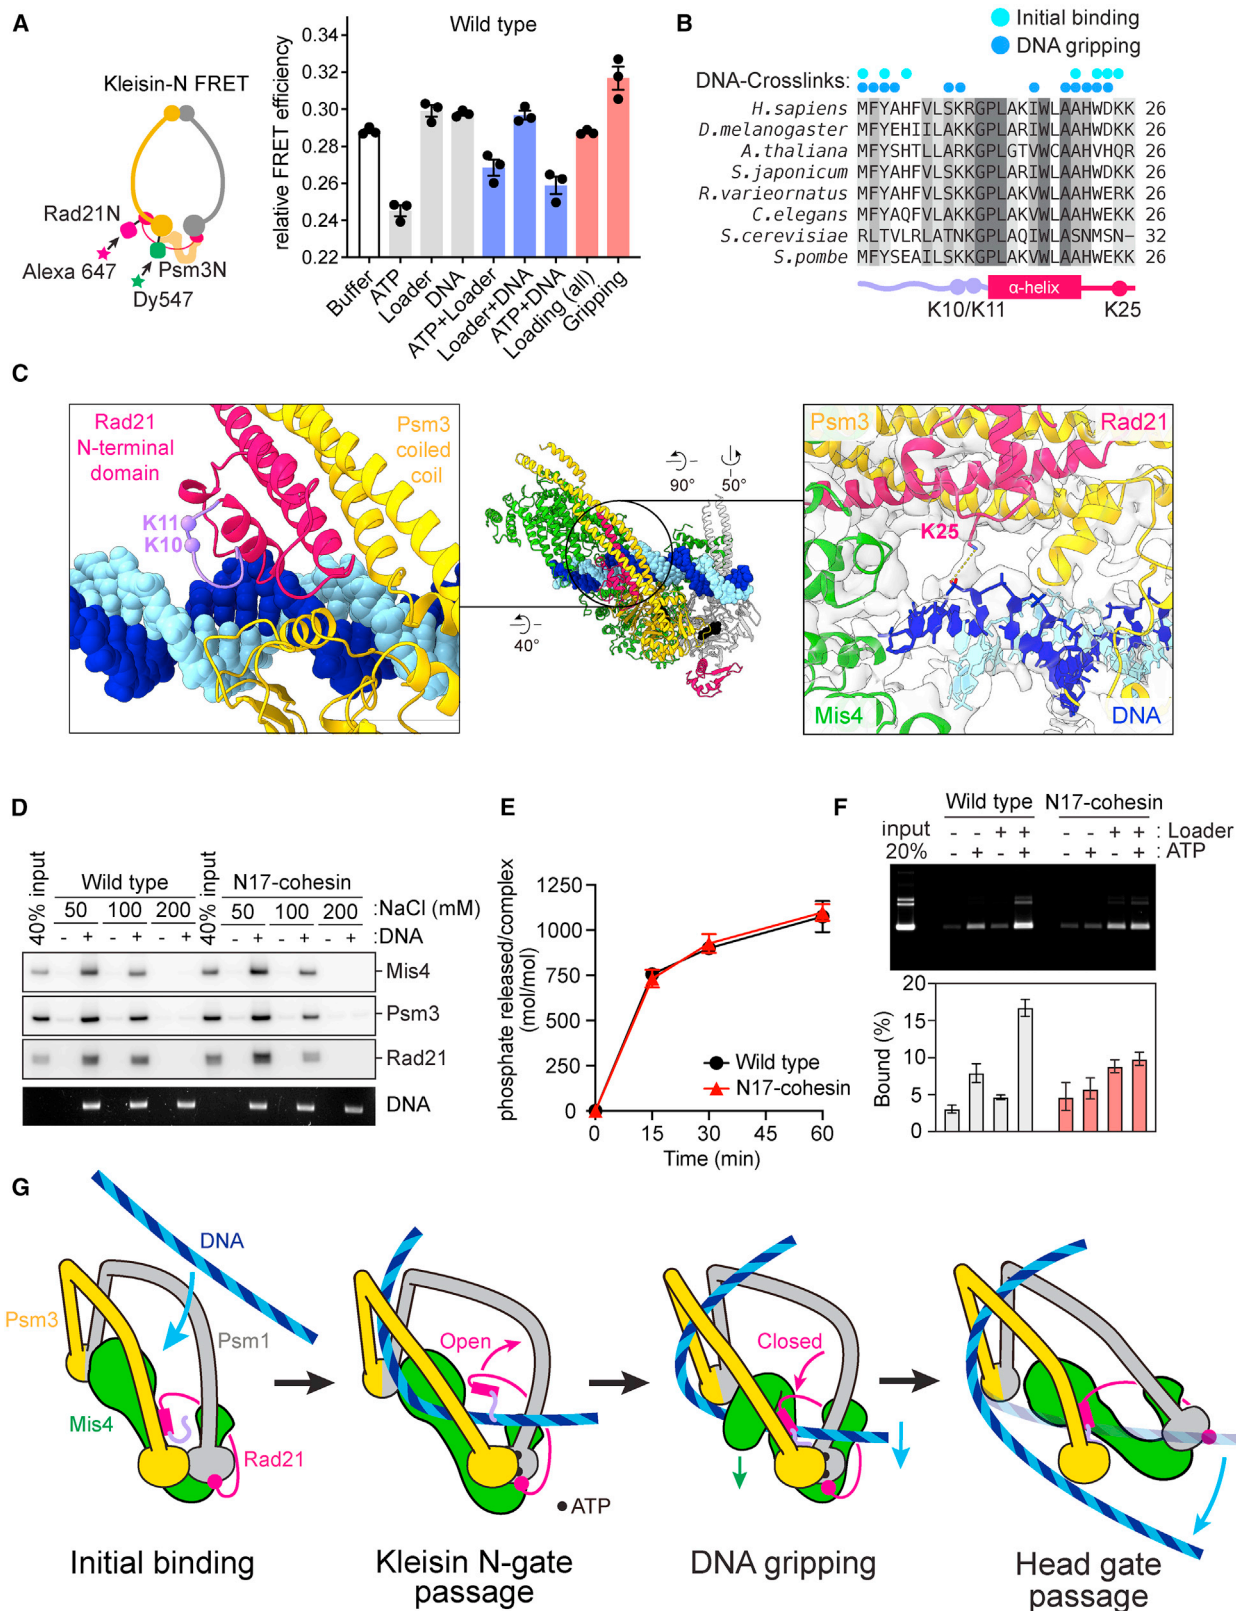 A
Kleisin-N FRET
Rad21N
Alexa 647
Psm3N
Dy547
Wild type
relative FRET efficiency
0.34
0.32
0.30
0.28
0.26
0.24
0.22
Buffer
ATP
Loader
DNA
ATP+Loader
Loader+DNA
ATP+DNA
Loading (all)
Gripping
B
Initial binding
DNA gripping
DNA-Crosslinks:
H.sapiens MFYAHFVLSKRGPLAKIWLAAHWDKK 26
D.melanogaster MFYEHIILAKKGPLARIWLAAHWDKK 26
A.thaliana MFYSHTLLARKGPLGTVWCAAHVHQR 26
S.japonicum MFYAHFVLSKRGPLARIWLAAHWDKK 26
R.varieornatus MFYAHFVLSKKGPLARVWLAAHWERK 26
C.elegans MFYAQFVLAKKGPLAKVWLAAHWEKK 26
S.cerevisiae RLTVLRLATNKGPLAQIWLASNMSN- 32
S.pombe MFYSEAILSKKGPLAKVWLAAHWEKK 26
α-helix
K10/K11
K25
C
Rad21
N-terminal
domain
Psm3
coiled
coil
K11
K10
90°
50°
40°
Psm3
Rad21
K25
Mis4
DNA
D
40% input
Wild type
40% input
N17-cohesin
50 100 200 50 100 200 :NaCl (mM)
- + - + - + - + - + - + :DNA
Mis4
Psm3
Rad21
DNA
E
phosphate released/complex
(mol/mol)
1250
1000
750
500
250
0
0 15 30 45 60
Time (min)
Wild type
N17-cohesin
F
Wild type N17-cohesin
input
20%
- - + + - - + + : Loader
- + - + - + - + : ATP
Bound (%)
20
15
10
5
0
G
DNA
Psm3
Psm1
Mis4
Rad21
Open
ATP
Closed
Initial binding
Kleisin N-gate
passage
DNA gripping
Head gate
passage